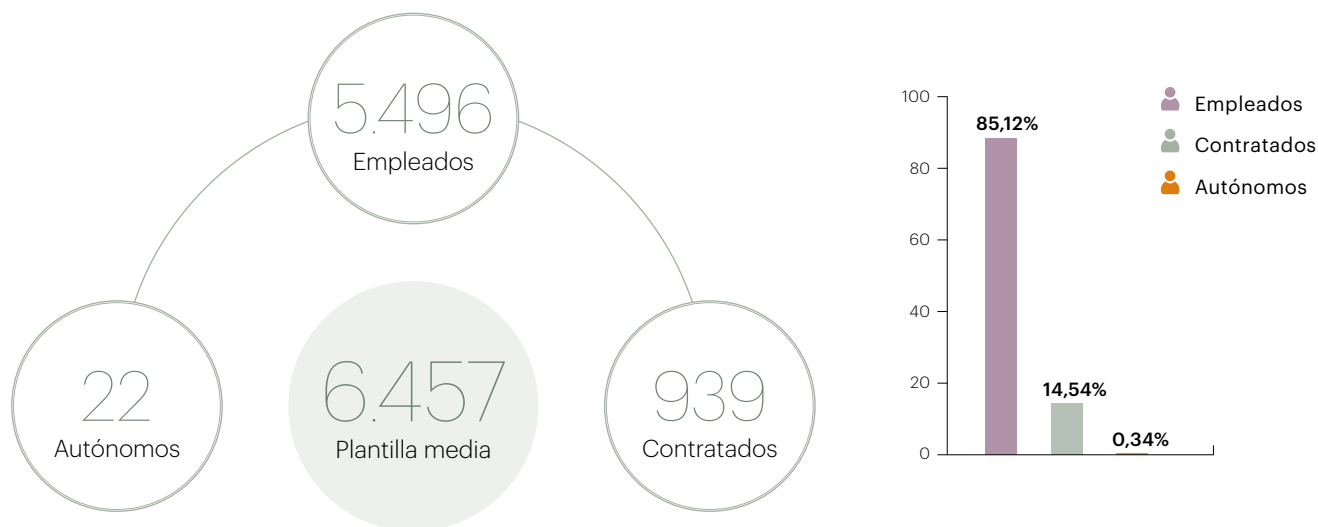 5.496
Empleados
22
Autónomos
6.457
Plantilla media
939
Contratados
100
80
60
40
20
0
85,12%
14,54%
0,34%
Empleados
Contratados
Autónomos